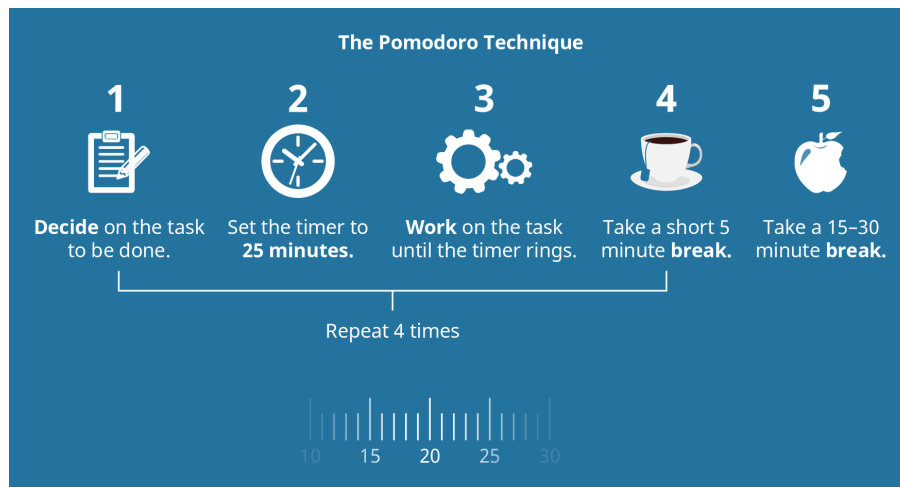 The Pomodoro Technique
1
2
3
4
5
Decide on the task
to be done.
Set the timer to
25 minutes.
Work on the task
until the timer rings.
Take a short 5
minute break.
Take a 15–30
minute break.
Repeat 4 times
10
15
20
25
30